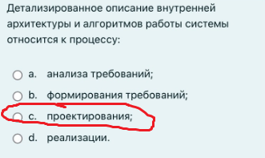 Детализированное описание внутренней
архитектуры и алгоритмов работы системы
относится к процессу:
a. анализа требований;
b. формирования требований;
c. проектирования;
d. реализации.